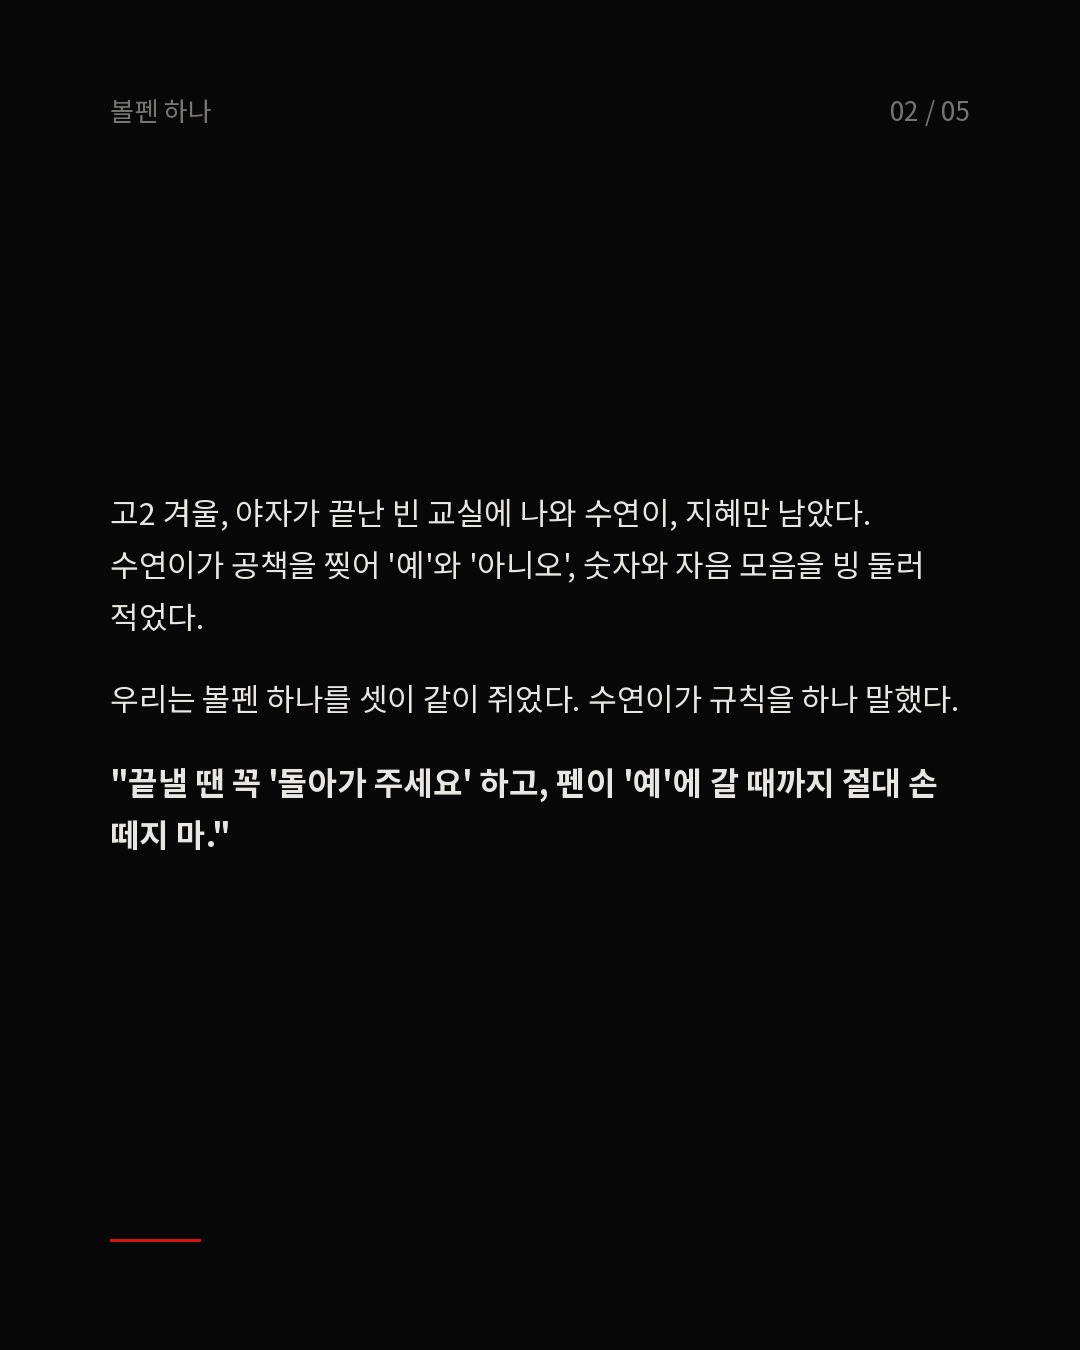 볼펜 하나
02 / 05
고2 겨울, 야자가 끝난 빈 교실에 나와 수연이, 지혜만 남았다.
수연이가 공책을 찢어 '예'와 '아니오', 숫자와 자음 모음을 빙 둘러
적었다.
우리는 볼펜 하나를 셋이 같이 쥐었다. 수연이가 규칙을 하나 말했다.
"끝낼 땐 꼭 '돌아가 주세요' 하고, 펜이 '예'에 갈 때까지 절대 손
떼지 마."